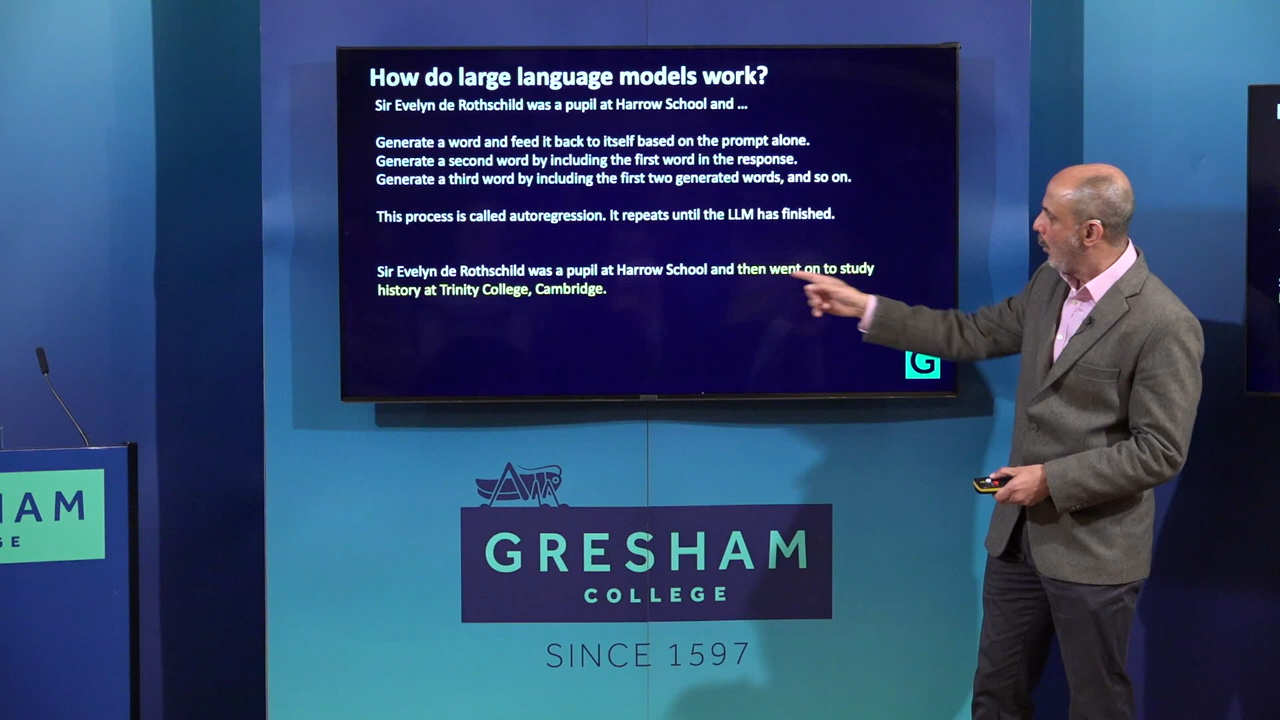 How do large language models work?
Sir Evelyn de Rothschild was a pupil at Harrow School and ...
Generate a word and feed it back to itself based on the prompt alone.
Generate a second word by including the first word in the response.
Generate a third word by including the first two generated words, and so on.
This process is called autoregression. It repeats until the LLM has finished.
Sir Evelyn de Rothschild was a pupil at Harrow School and then went on to study
history at Trinity College, Cambridge.
G
GRESHAM
COLLEGE
SINCE 1597
HAM
GE